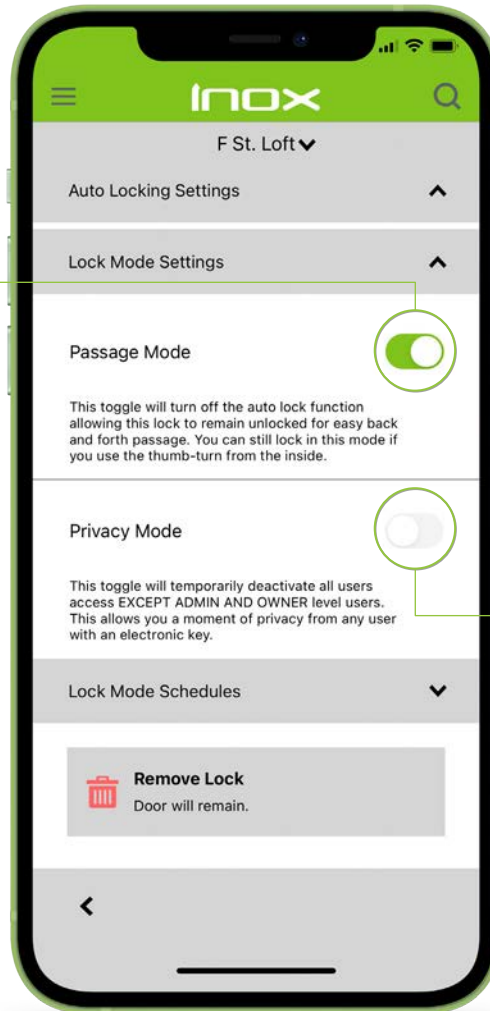 INOX
F St. Loft
Auto Locking Settings
Lock Mode Settings
Passage Mode
This toggle will turn off the auto lock function
allowing this lock to remain unlocked for easy back
and forth passage. You can still lock in this mode if
you use the thumb-turn from the inside.
Privacy Mode
This toggle will temporarily deactivate all users
access EXCEPT ADMIN AND OWNER level users.
This allows you a moment of privacy from any user
with an electronic key.
Lock Mode Schedules
Remove Lock
Door will remain.